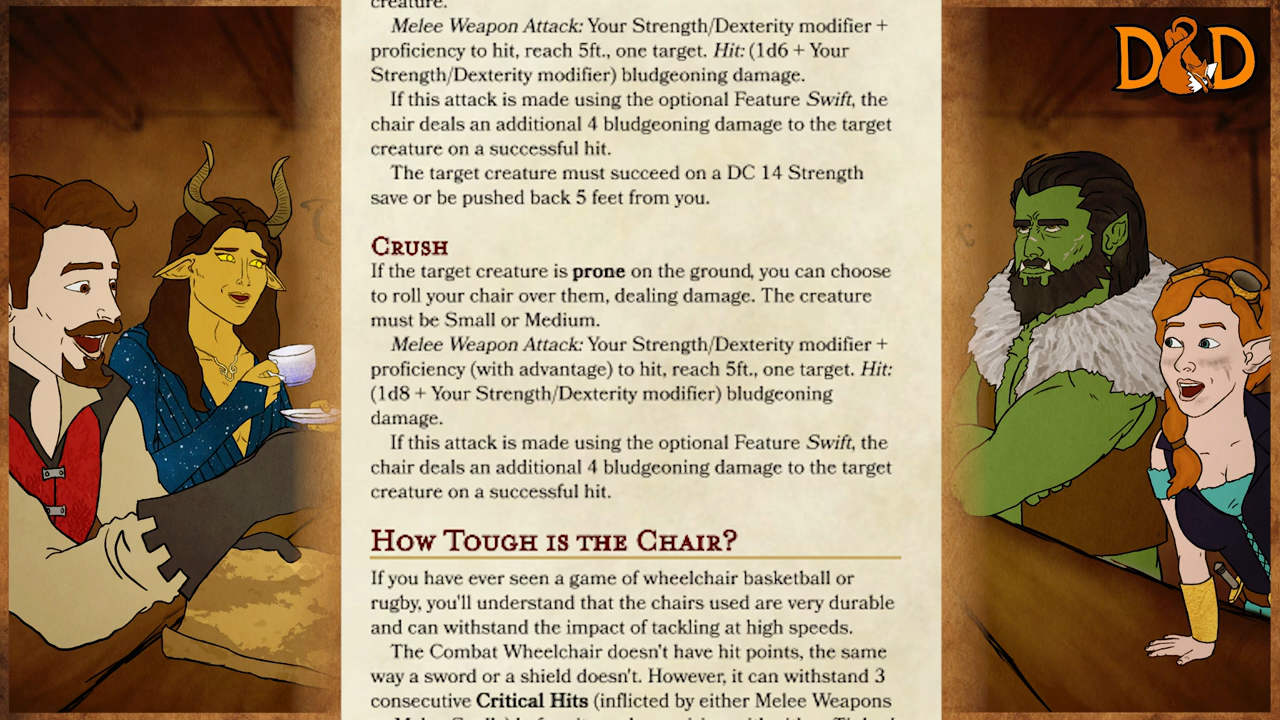 creature.
Melee Weapon Attack: Your Strength/Dexterity modifier +
proficiency to hit, reach 5ft., one target. Hit: (1d6 + Your
Strength/Dexterity modifier) bludgeoning damage.
If this attack is made using the optional Feature Swift, the
chair deals an additional 4 bludgeoning damage to the target
creature on a successful hit.
The target creature must succeed on a DC 14 Strength
save or be pushed back 5 feet from you.
CRUSH
If the target creature is prone on the ground, you can choose
to roll your chair over them, dealing damage. The creature
must be Small or Medium.
Melee Weapon Attack: Your Strength/Dexterity modifier +
proficiency (with advantage) to hit, reach 5ft., one target. Hit:
(1d8 + Your Strength/Dexterity modifier) bludgeoning
damage.
If this attack is made using the optional Feature Swift, the
chair deals an additional 4 bludgeoning damage to the target
creature on a successful hit.
HOW TOUGH IS THE CHAIR?
If you have ever seen a game of wheelchair basketball or
rugby, you'll understand that the chairs used are very durable
and can withstand the impact of tackling at high speeds.
The Combat Wheelchair doesn't have hit points, the same
way a sword or a shield doesn't. However, it can withstand 3
consecutive Critical Hits (inflicted by either Melee Weapons
D&D